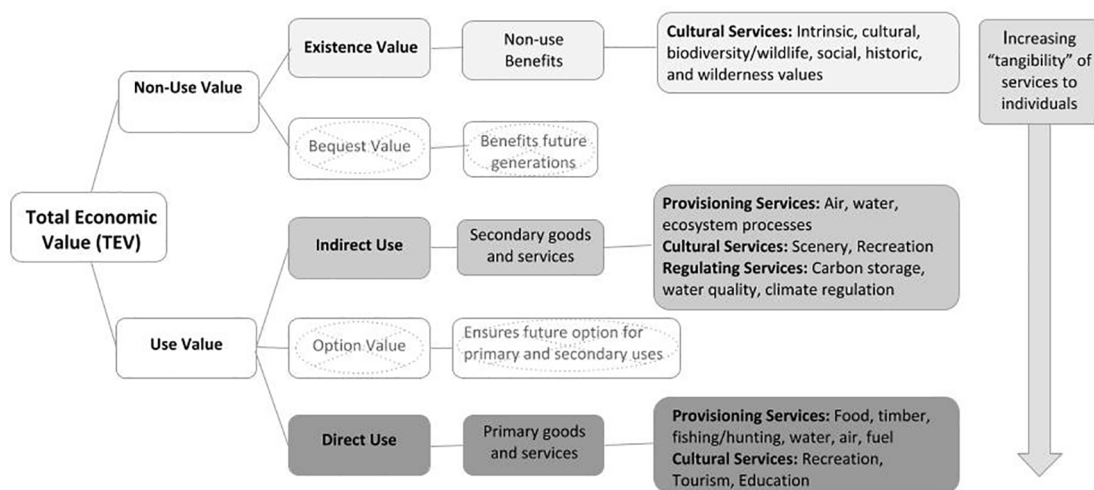 Existence Value
Non-use
Benefits
Cultural Services: Intrinsic, cultural,
biodiversity/wildlife, social, historic,
and wilderness values
Increasing
“tangibility” of
services to
individuals
Non-Use Value
Bequest Value
Benefits future
generations
Total Economic
Value (TEV)
Indirect Use
Secondary goods
and services
Provisioning Services: Air, water,
ecosystem processes
Cultural Services: Scenery, Recreation
Regulating Services: Carbon storage,
water quality, climate regulation
Use Value
Option Value
Ensures future option for
primary and secondary uses
Direct Use
Primary goods
and services
Provisioning Services: Food, timber,
fishing/hunting, water, air, fuel
Cultural Services: Recreation,
Tourism, Education